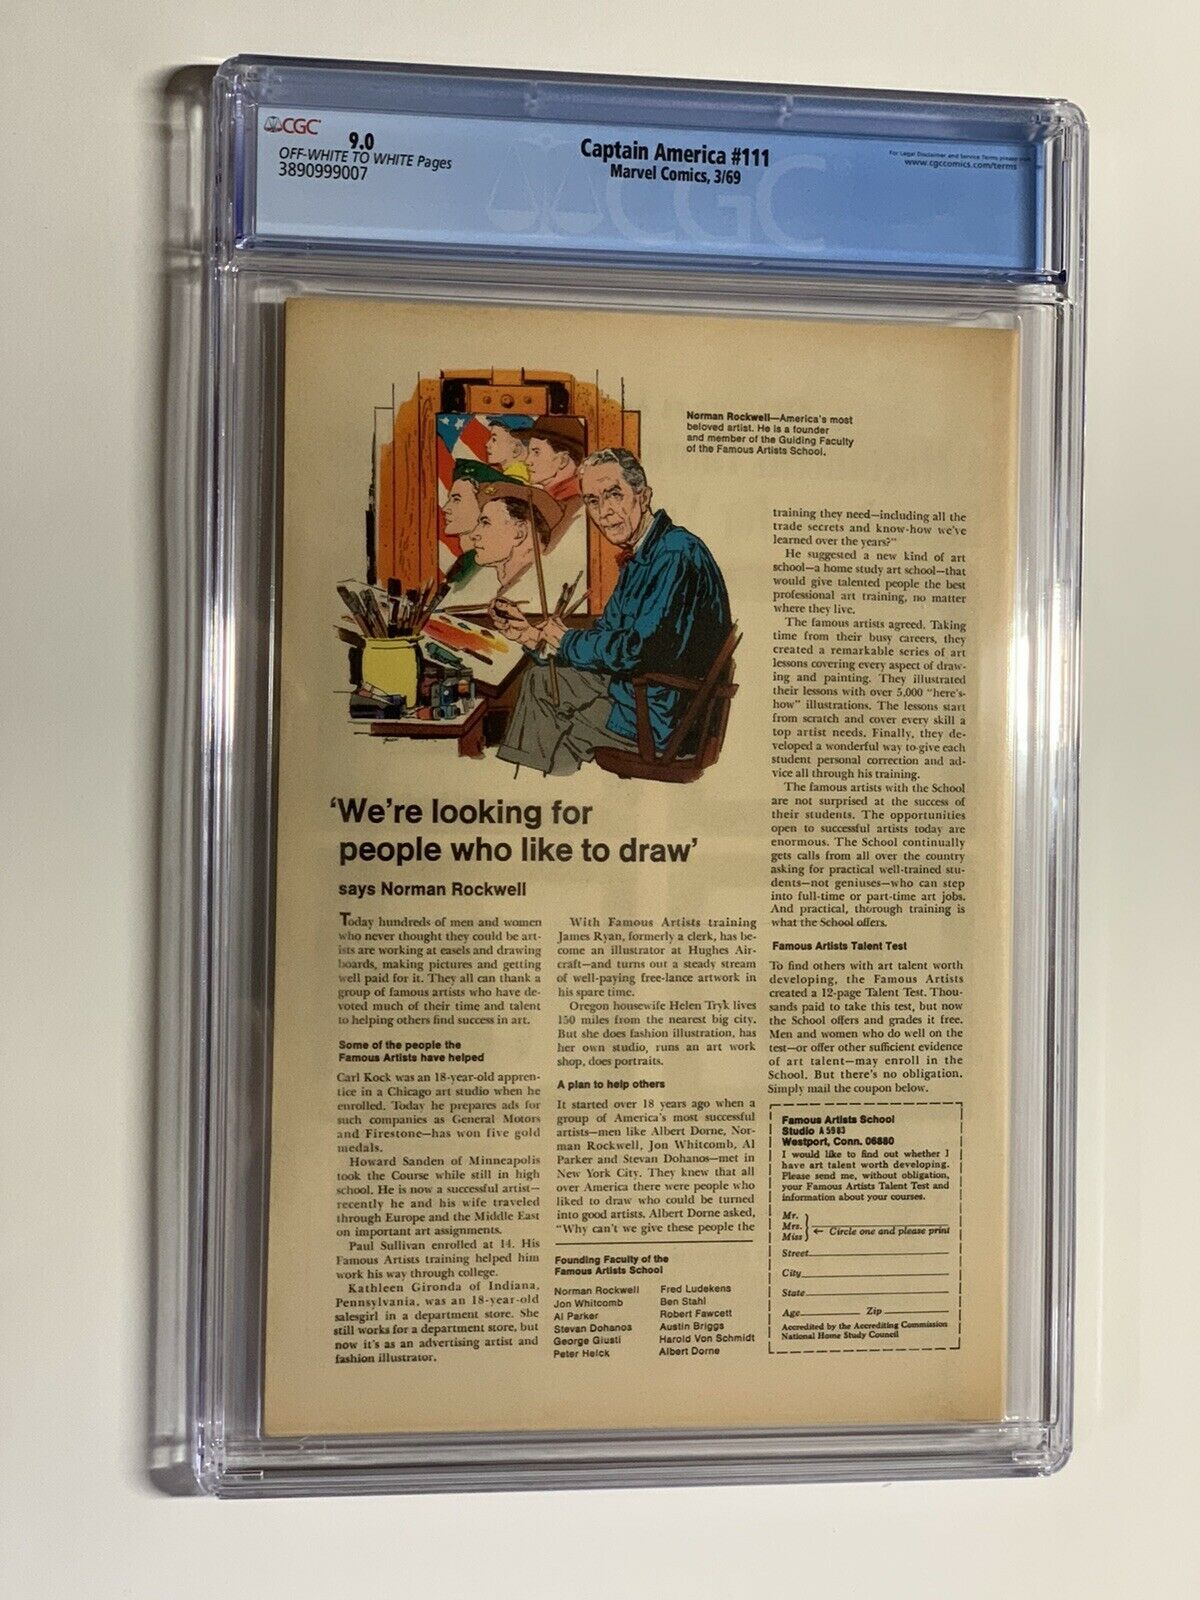 CGC
9.0
OFF-WHITE TO WHITE Pages
3890999007
Captain America #111
Marvel Comics, 3/69
For Legal Disclaimer and Service Terms please visit
www.cgccomics.com/terms
CGC
Norman Rockwell—America's most
beloved artist. He is a founder
and member of the Guiding Faculty
of the Famous Artists School.
'We're looking for
people who like to draw'
says Norman Rockwell
Today hundreds of men and women
who never thought they could be art-
ists are working at easels and drawing
boards, making pictures and getting
well paid for it. They all can thank a
group of famous artists who have de-
voted much of their time and talent
to helping others find success in art.
Some of the people the
Famous Artists have helped
Carl Kock was an 18-year-old appren-
tice in a Chicago art studio when he
enrolled. Today he prepares ads for
such companies as General Motors
and Firestone—has won five gold
medals.
Howard Sanden of Minneapolis
took the Course while still in high
school. He is now a successful artist—
recently he and his wife traveled
through Europe and the Middle East
on important art assignments.
Paul Sullivan enrolled at 14. His
Famous Artists training helped him
work his way through college.
Kathleen Gironda of Indiana,
Pennsylvania, was an 18-year-old
salesgirl in a department store. She
still works for a department store, but
now it's as an advertising artist and
fashion illustrator.
With Famous Artists training
James Ryan, formerly a clerk, has be-
come an illustrator at Hughes Air-
craft—and turns out a steady stream
of well-paying free-lance artwork in
his spare time.
Oregon housewife Helen Tryk lives
150 miles from the nearest big city.
But she does fashion illustration, has
her own studio, runs an art work
shop, does portraits.
A plan to help others
It started over 18 years ago when a
group of America's most successful
artists—men like Albert Dorne, Nor-
man Rockwell, Jon Whitcomb, Al
Parker and Stevan Dohanos—met in
New York City. They knew that all
over America there were people who
liked to draw who could be turned
into good artists. Albert Dorne asked,
"Why can't we give these people the
Founding Faculty of the
Famous Artists School
Norman Rockwell
Jon Whitcomb
Al Parker
Stevan Dohanos
George Giusti
Peter Helck
Fred Ludekens
Ben Stahl
Robert Fawcett
Austin Briggs
Harold Von Schmidt
Albert Dorne
training they need—including all the
trade secrets and know-how we've
learned over the years?"
He suggested a new kind of art
school—a home study art school—that
would give talented people the best
professional art training, no matter
where they live.
The famous artists agreed. Taking
time from their busy careers, they
created a remarkable series of art
lessons covering every aspect of draw-
ing and painting. They illustrated
their lessons with over 5,000 "here's-
how" illustrations. The lessons start
from scratch and cover every skill a
top artist needs. Finally, they de-
veloped a wonderful way to give each
student personal correction and ad-
vice all through his training.
The famous artists with the School
are not surprised at the success of
their students. The opportunities
open to successful artists today are
enormous. The School continually
gets calls from all over the country
asking for practical well-trained stu-
dents—not geniuses—who can step
into full-time or part-time art jobs.
And practical, thorough training is
what the School offers.
Famous Artists Talent Test
To find others with art talent worth
developing, the Famous Artists
created a 12-page Talent Test. Thou-
sands paid to take this test, but now
the School offers and grades it free.
Men and women who do well on the
test—or offer other sufficient evidence
of art talent—may enroll in the
School. But there's no obligation.
Simply mail the coupon below.
Famous Artists School
Studio A 5983
Westport, Conn. 06880
I would like to find out whether I
have art talent worth developing.
Please send me, without obligation,
your Famous Artists Talent Test and
information about your courses.
Mr.
Mrs.
Miss
← Circle one and please print
Street
City
State
Age Zip
Accredited by the Accrediting Commission
National Home Study Council